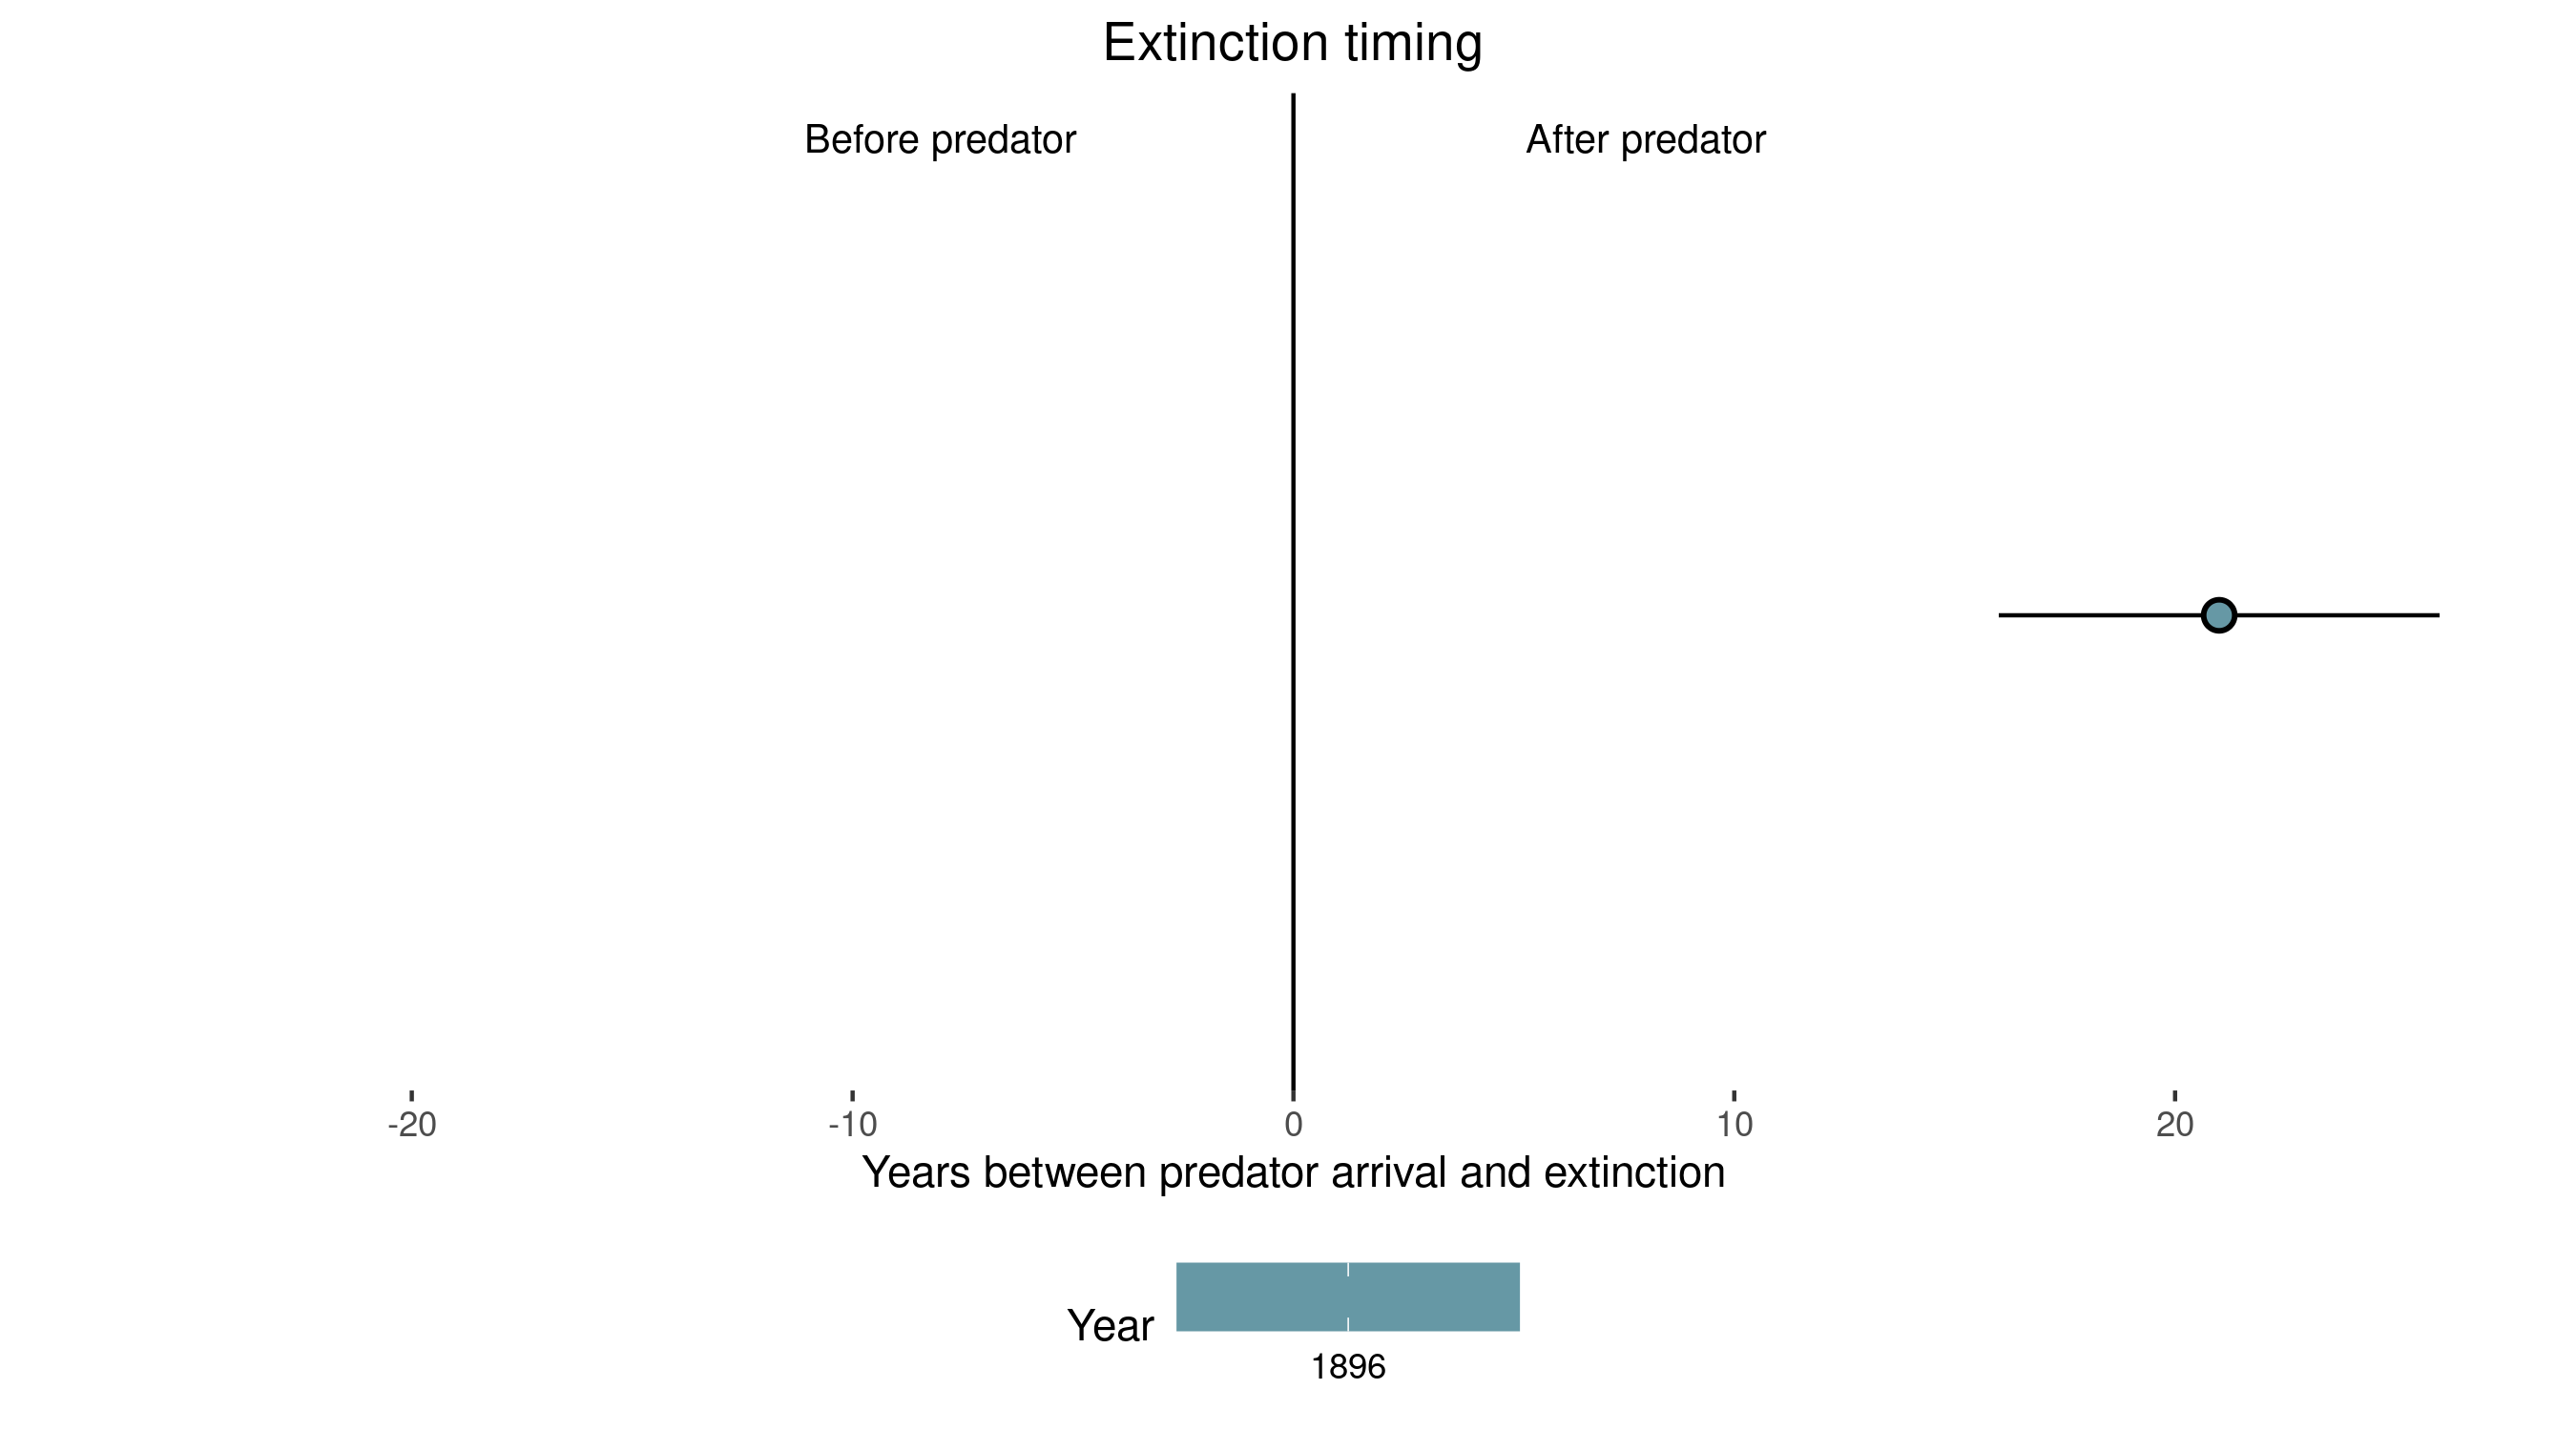 Extinction timing
Before predator After predator
-20 -10 0 10 20
Years between predator arrival and extinction
Year
1896